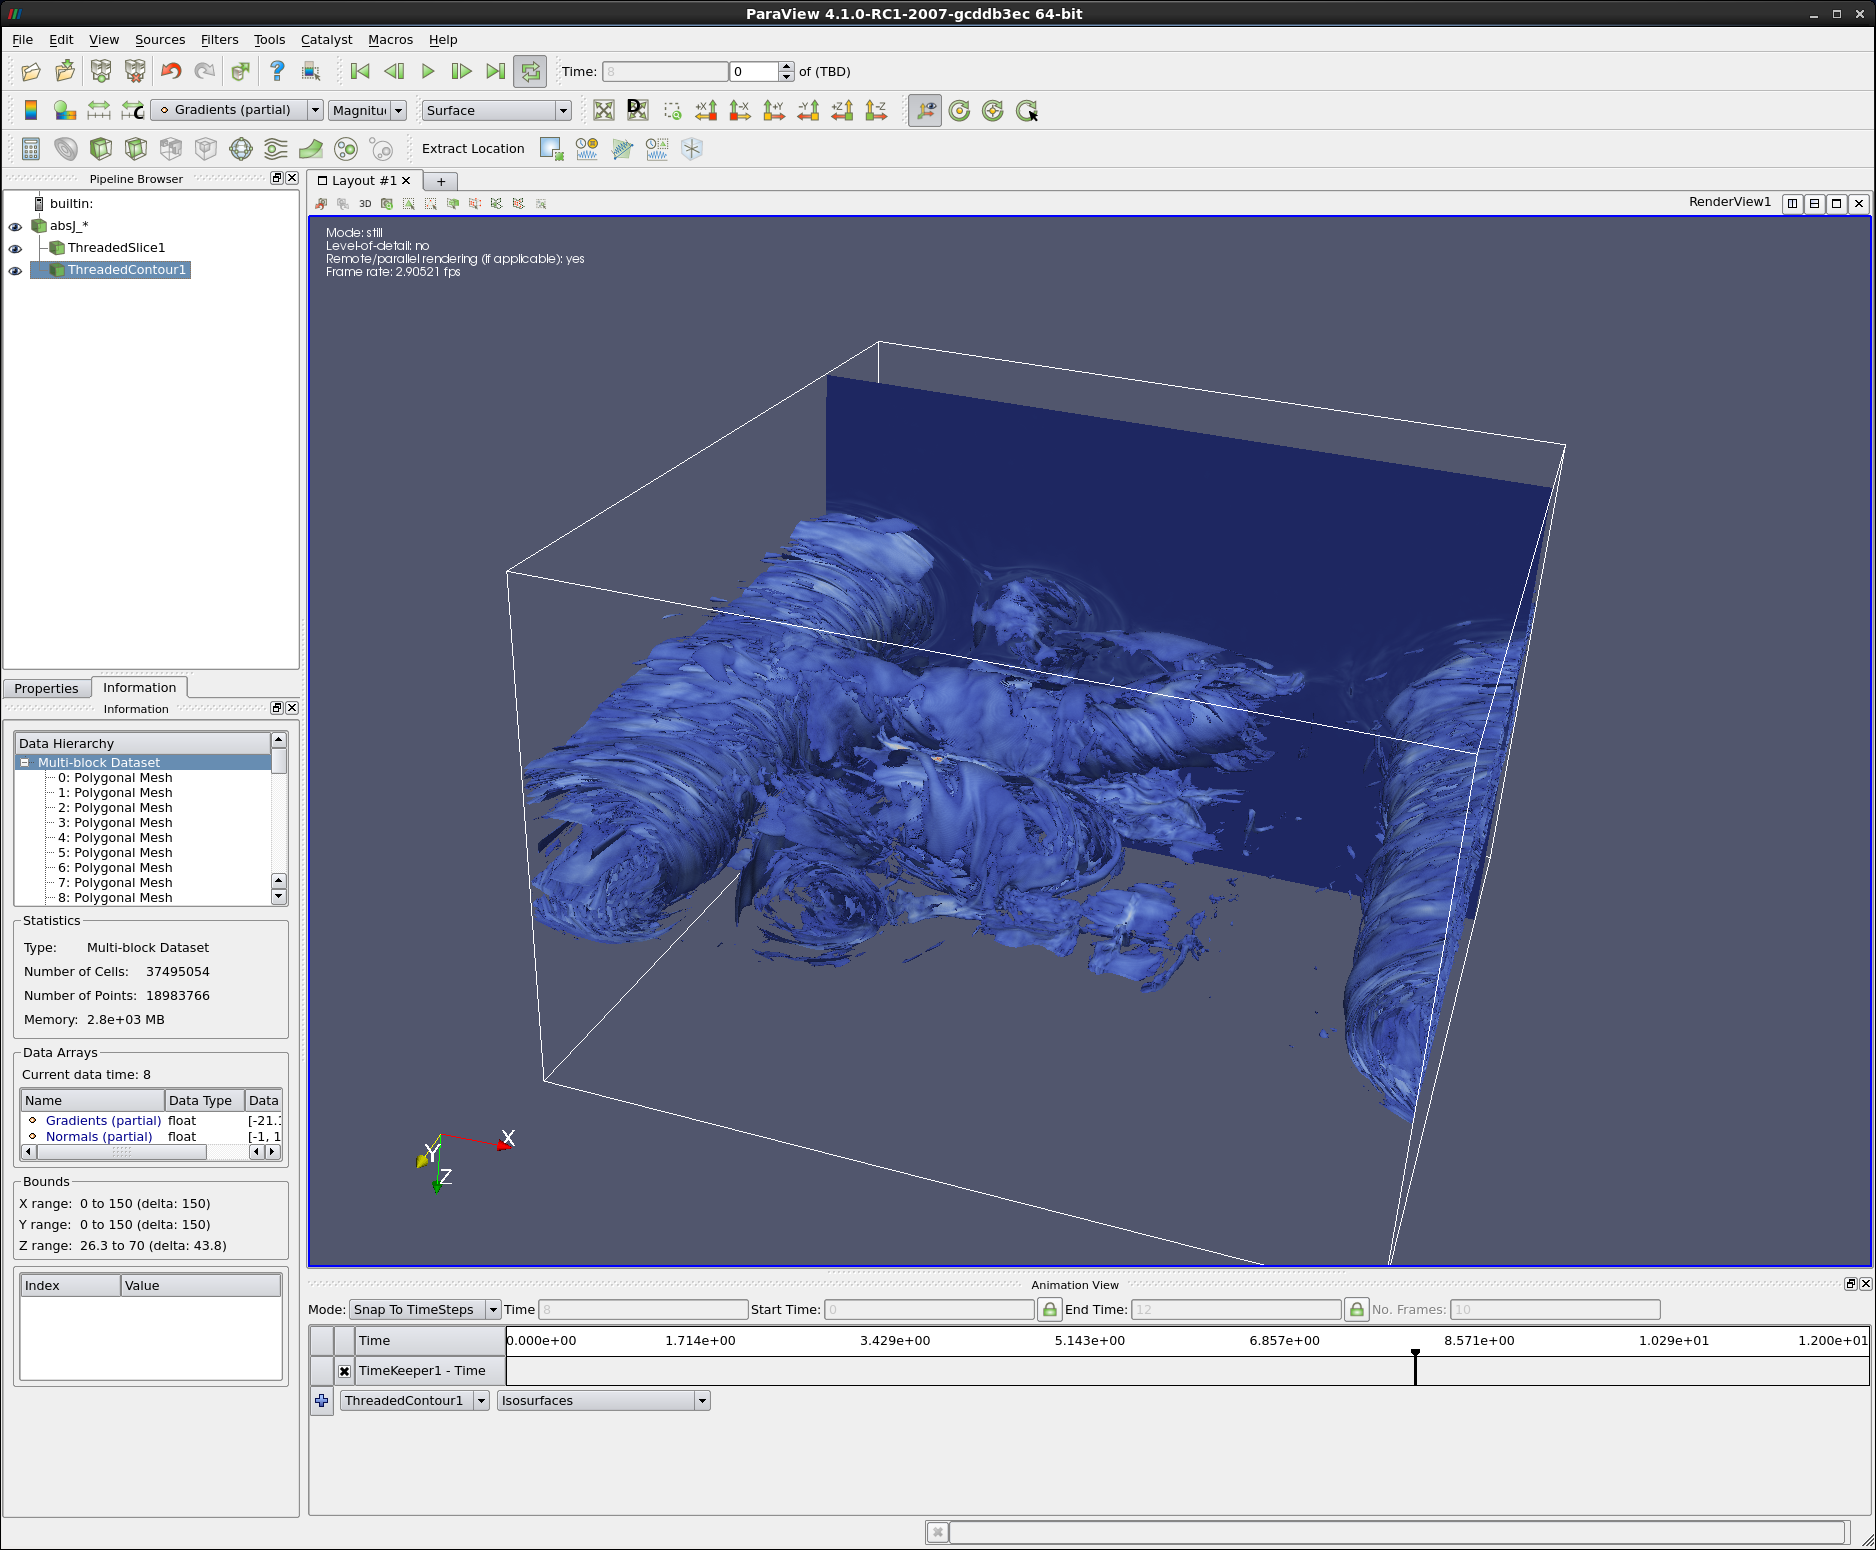 ParaView 4.1.0-RC1-2007-gcddb3ec 64-bit
File Edit View Sources Filters Tools Catalyst Macros Help
Time: 8 0 of (TBD)
Gradients (partial) Magnitu Surface D +X -X +Y -Y +Z -Z
Extract Location
Pipeline Browser
builtin:
absJ_*
ThreadedSlice1
ThreadedContour1
Layout #1
3D
RenderView1
Mode: still
Level-of-detail: no
Remote/parallel rendering (if applicable): yes
Frame rate: 2.90521 fps
X
Y
Z
Properties Information
Information
Data Hierarchy
Multi-block Dataset
0: Polygonal Mesh
1: Polygonal Mesh
2: Polygonal Mesh
3: Polygonal Mesh
4: Polygonal Mesh
5: Polygonal Mesh
6: Polygonal Mesh
7: Polygonal Mesh
8: Polygonal Mesh
Statistics
Type: Multi-block Dataset
Number of Cells: 37495054
Number of Points: 18983766
Memory: 2.8e+03 MB
Data Arrays
Current data time: 8
Name Data Type Data
Gradients (partial) float [-21.
Normals (partial) float [-1, 1
Bounds
X range: 0 to 150 (delta: 150)
Y range: 0 to 150 (delta: 150)
Z range: 26.3 to 70 (delta: 43.8)
Index Value
Animation View
Mode: Snap To TimeSteps Time 8 Start Time: 0 End Time: 12 No. Frames: 10
Time 0.000e+00 1.714e+00 3.429e+00 5.143e+00 6.857e+00 8.571e+00 1.029e+01 1.200e+01
TimeKeeper1 - Time
ThreadedContour1 Isosurfaces